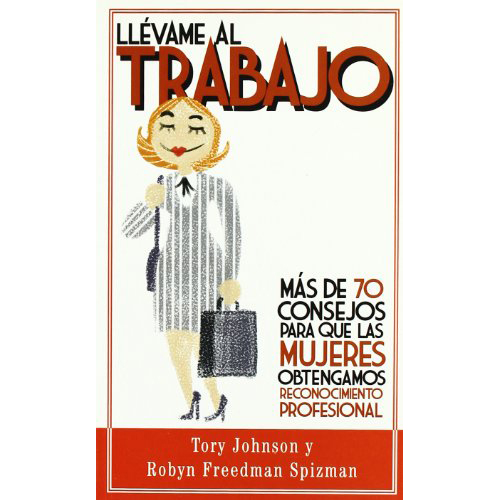 LLÉVAME AL
TRABAJO
MÁS DE 70
CONSEJOS
PARA QUE LAS
MUJERES
OBTENGAMOS
RECONOCIMIENTO
PROFESIONAL
Tory Johnson y
Robyn Freedman Spizman